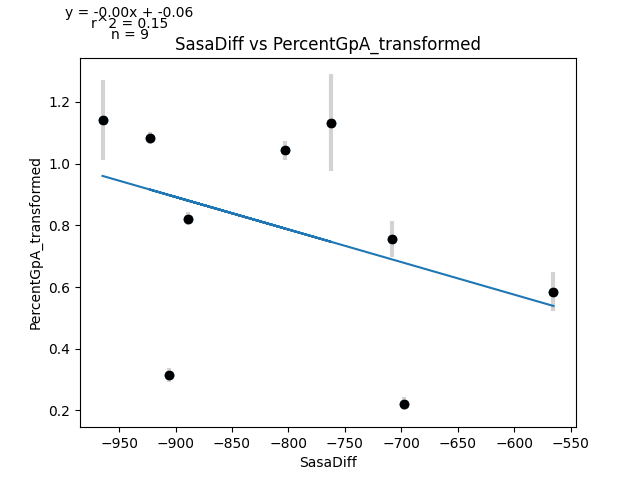 y = -0.00x + -0.06
r^2 = 0.15
n = 9
SasaDiff vs PercentGpA_transformed
1.2
1.0
0.8
0.6
0.4
0.2
PercentGpA_transformed
−950 −900 −850 −800 −750 −700 −650 −600 −550
SasaDiff